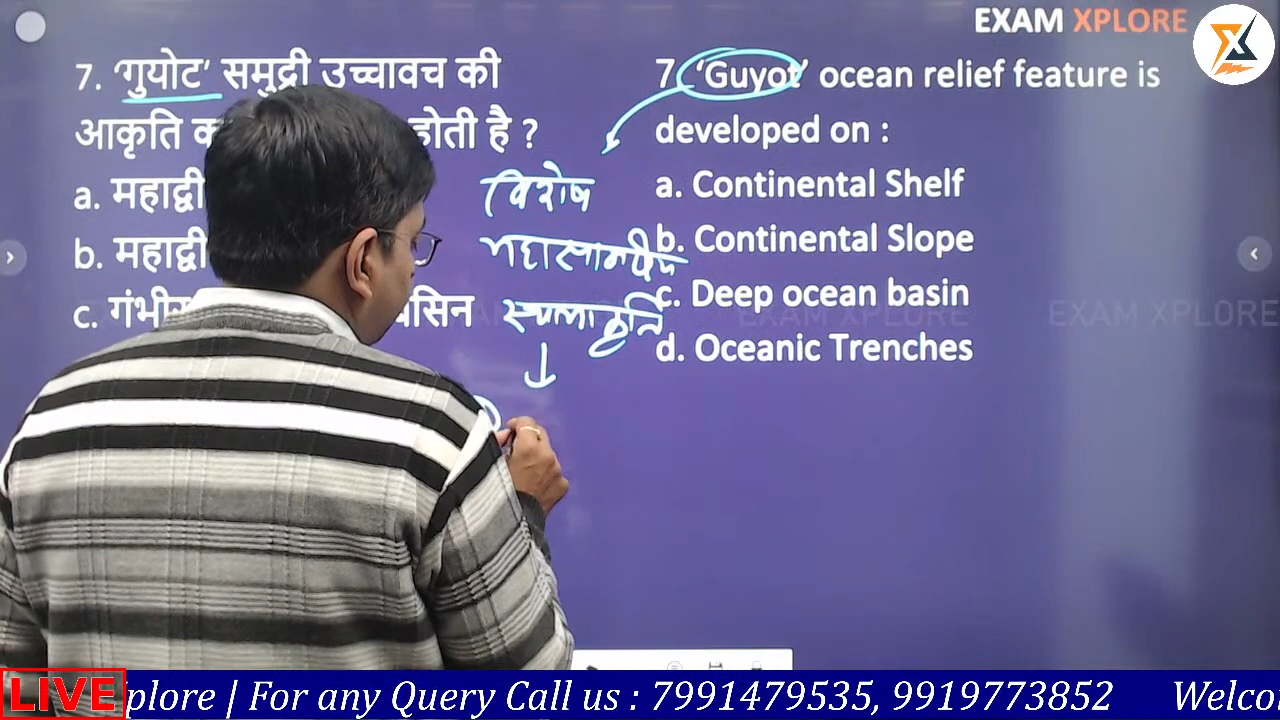 EXAM XPLORE
7. ‘गुयोट’ समुद्री उच्चावच की
आकृति होती है ?
a. महाद्वी
b. महाद्वी
c. गंभी बेसिन
विशेष
महासागरीय
स्थलाकृति
7. ‘Guyot’ ocean relief feature is
developed on :
a. Continental Shelf
b. Continental Slope
c. Deep ocean basin
d. Oceanic Trenches
EXAM XPLORE
EXAM XPLORE
LIVE
plore | For any Query Call us : 7991479535, 9919773852 Welco